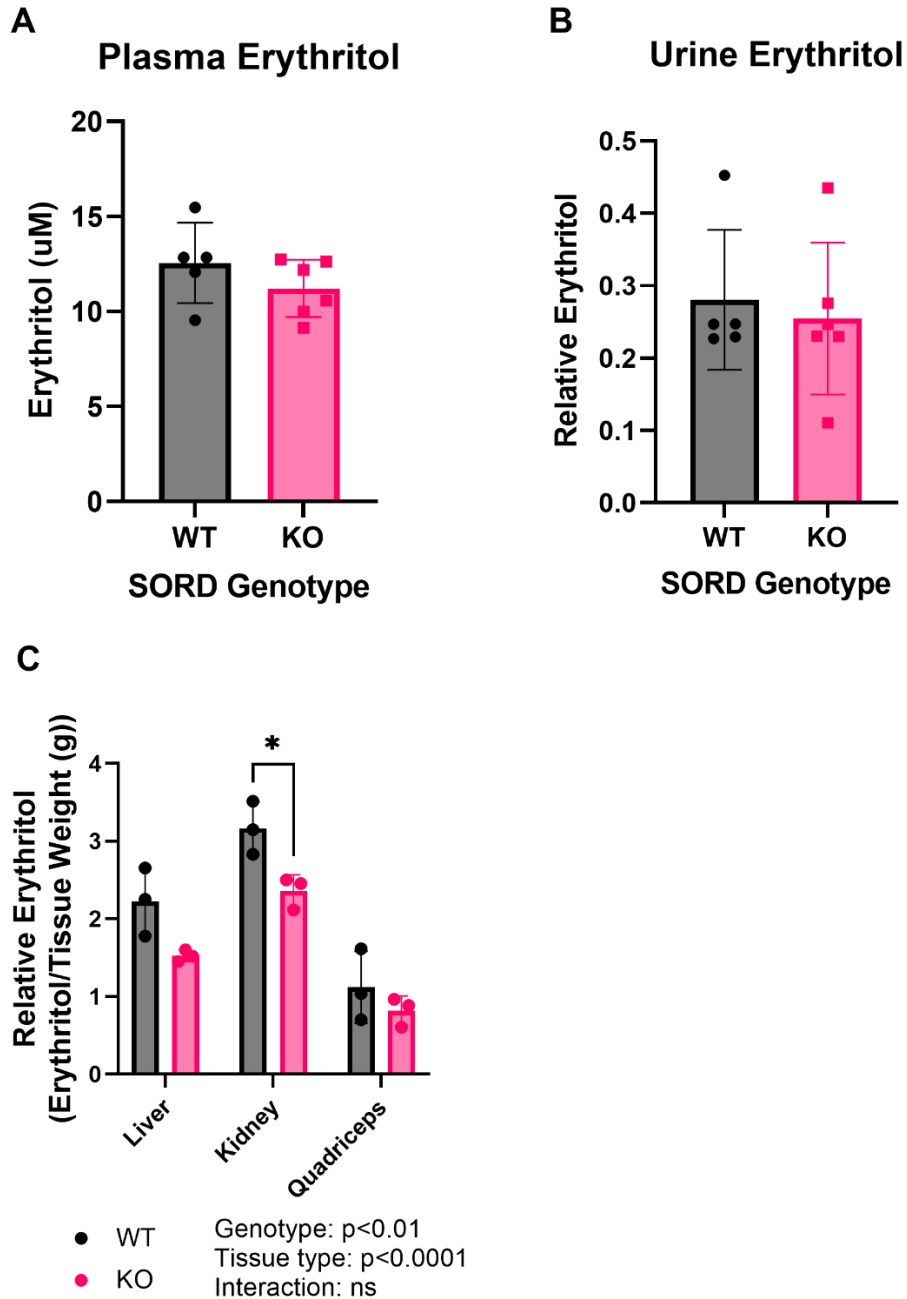 A
Plasma Erythritol
Erythritol (uM)
20
15
10
5
0
WT KO
SORD Genotype
B
Urine Erythritol
Relative Erythritol
0.5
0.4
0.3
0.2
0.1
0.0
WT KO
SORD Genotype
C
Relative Erythritol
(Erythritol/Tissue Weight (g))
4
3
2
1
0
*
Liver
Kidney
Quadriceps
WT
KO
Genotype: p<0.01
Tissue type: p<0.0001
Interaction: ns